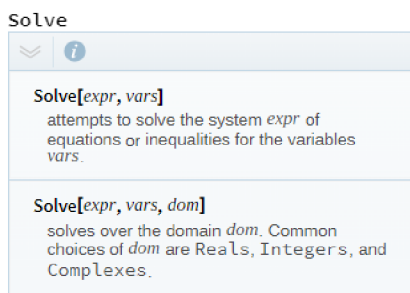 Solve
i
Solve[expr, vars]
attempts to solve the system expr of
equations or inequalities for the variables
vars.
Solve[expr, vars, dom]
solves over the domain dom. Common
choices of dom are Reals, Integers, and
Complexes.